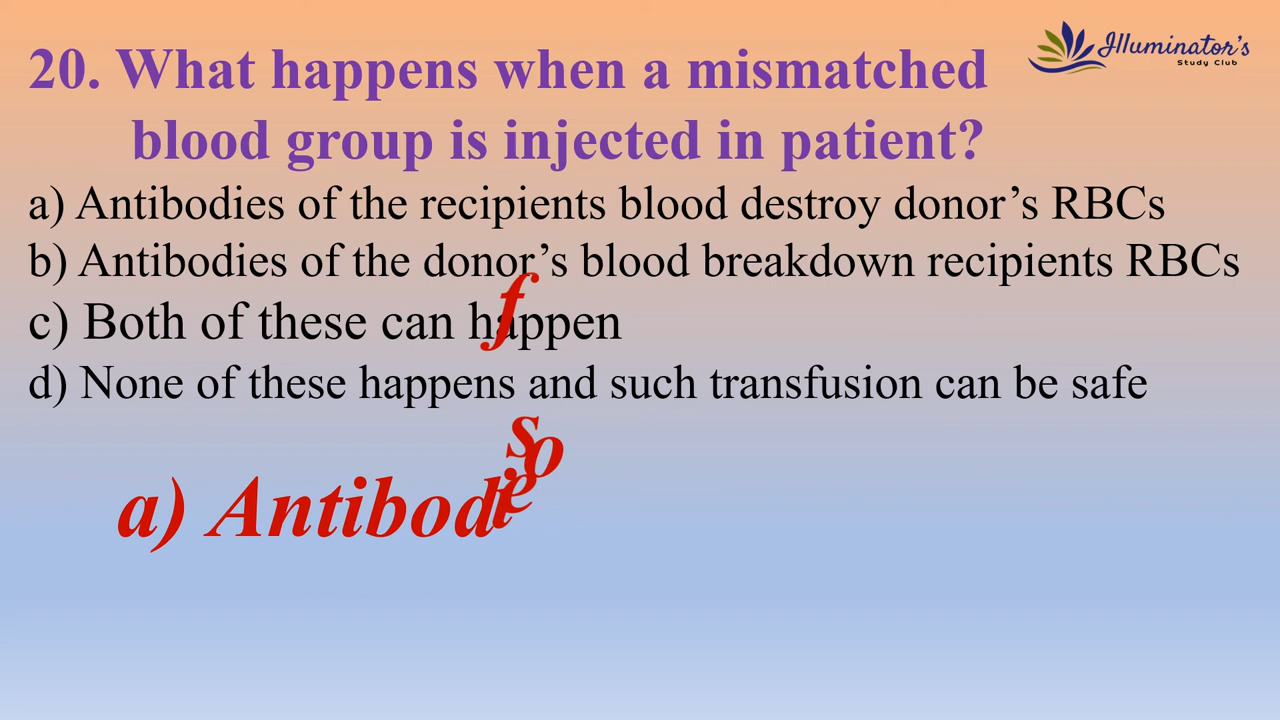 20. What happens when a mismatched
blood group is injected in patient?
Illuminator's
Study Club
a) Antibodies of the recipients blood destroy donor’s RBCs
b) Antibodies of the donor’s blood breakdown recipients RBCs
c) Both of these can happen
d) None of these happens and such transfusion can be safe
a) Antibodies of